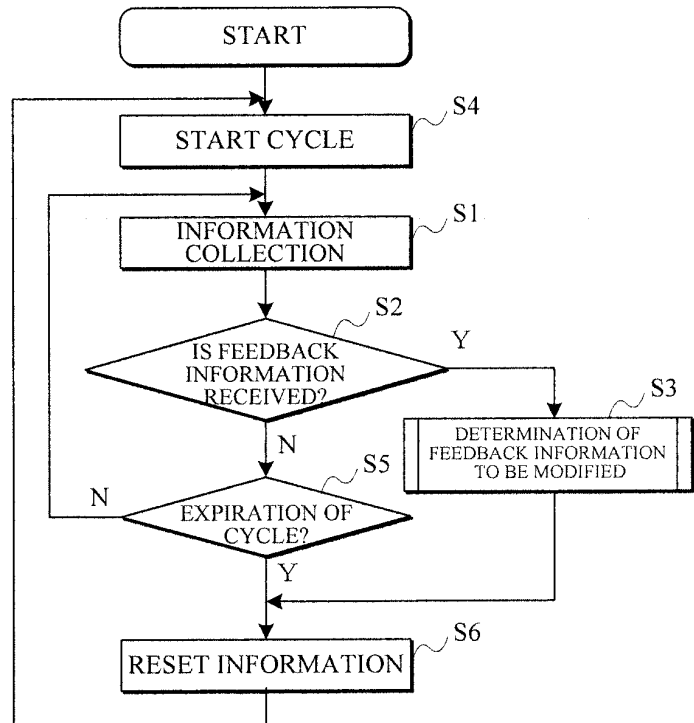 START
S4
START CYCLE
S1
INFORMATION
COLLECTION
S2
Y
IS FEEDBACK
INFORMATION
RECEIVED?
S3
DETERMINATION OF
FEEDBACK INFORMATION
TO BE MODIFIED
N
S5
N
EXPIRATION OF
CYCLE?
Y
S6
RESET INFORMATION